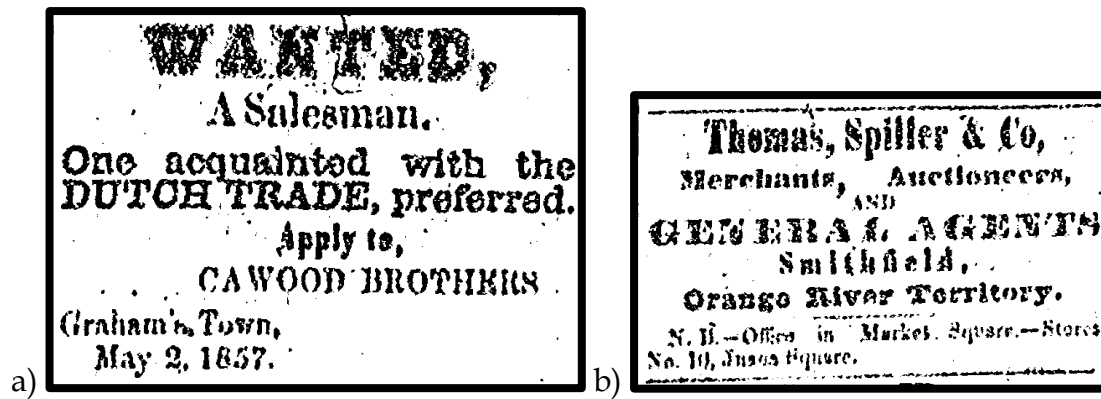 a)
WANTED,
A Salesman.
One acquainted with the
DUTCH TRADE, preferred.
Apply to,
CAWOOD BROTHERS
Graham's Town,
May 2, 1857.
b)
Thomas, Spiller & Co,
Merchants, Auctioneers,
AND
GENERAL AGENTS
Smithfield,
Orange River Territory.
N. B.—Office in Market Square.—Stores
No. 10, Square.